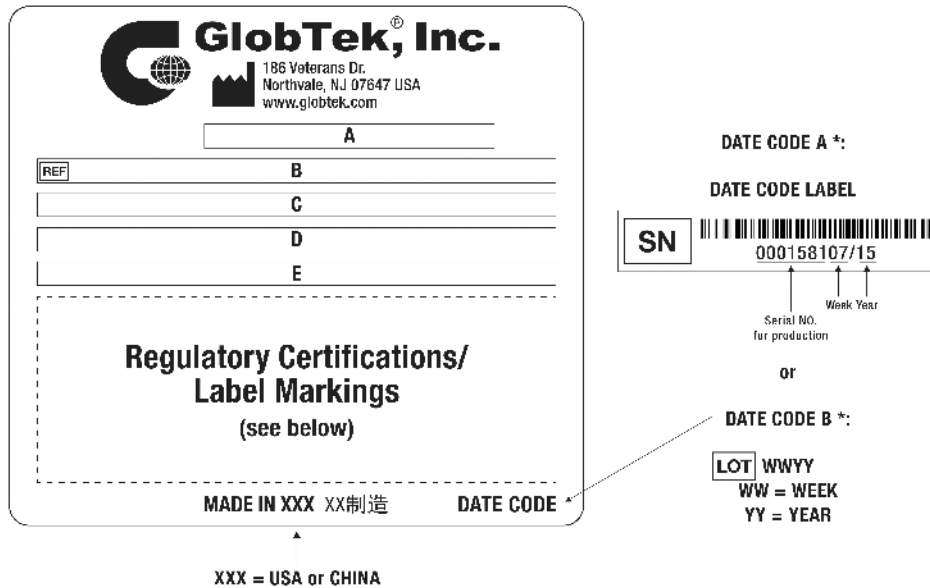 GlobTek,® Inc.
186 Veterans Dr.
Northvale, NJ 07647 USA
www.globtek.com
A
REF B
C
D
E
Regulatory Certifications/
Label Markings
(see below)
MADE IN XXX XX制造 DATE CODE
XXX = USA or CHINA
DATE CODE A *:
DATE CODE LABEL
SN
000158107/15
Week Year
Serial NO.
for production
or
DATE CODE B *:
LOT WWYY
WW = WEEK
YY = YEAR